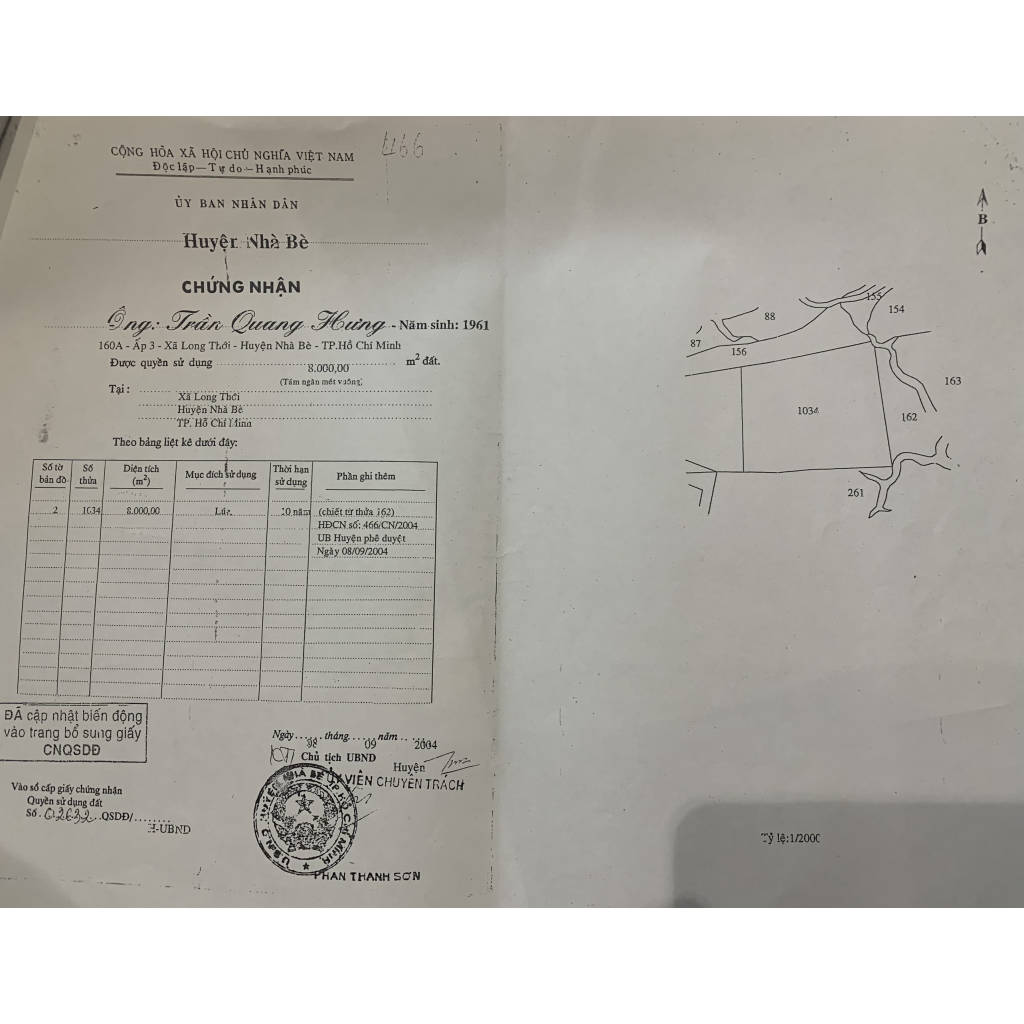 466
CỘNG HÒA XÃ HỘI CHỦ NGHĨA VIỆT NAM
Độc lập — Tự do — Hạnh phúc
ỦY BAN NHÂN DÂN
Huyện Nhà Bè
CHỨNG NHẬN
Ông: Trần Quang Hưng - Năm sinh: 1961
160A - Ấp 3 - Xã Long Thới - Huyện Nhà Bè - TP.Hồ Chí Minh
Được quyền sử dụng 8.000,00 m² đất.
(Tám ngàn mét vuông)
Tại : Xã Long Thới
Huyện Nhà Bè
TP. Hồ Chí Minh
Theo bảng liệt kê dưới đây:
Số tờ bản đồ Số thửa Diện tích (m²) Mục đích sử dụng Thời hạn sử dụng Phần ghi thêm
2 1034 8.000,00 Lúa năm (chiết từ thửa 162)
HĐCN số: 466/CN/2004
UB Huyện phê duyệt
Ngày 08/09/2004
ĐÃ cập nhật biến động
vào trang bổ sung giấy
CNQSDĐ
Ngày 08 tháng 09 năm 2004
Chủ tịch UBND Huyện
ỦY VIÊN CHUYÊN TRÁCH
Vào sổ cấp giấy chứng nhận
Quyền sử dụng đất
Số. 02632 QSDĐ/
H-UBND
U.B.N.D HUYỆN NHÀ BÈ TP HỒ CHÍ MINH
PHAN THANH SƠN
B
155
154
88
87
156
163
1034
162
261
Tỷ lệ:1/2000